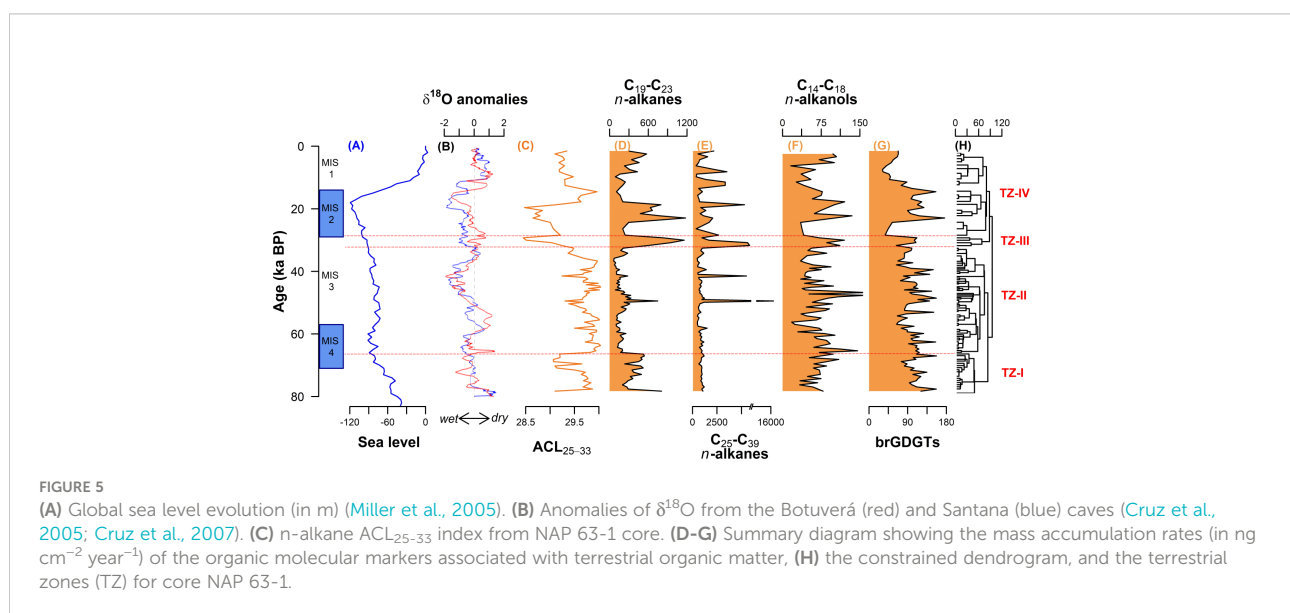 C19-C23 C14-C18
δ18O anomalies n-alkanes n-alkanols
-2 0 2 0 600 1200 0 75 150 0 60 120
(A) (B) (C) (D) (E) (F) (G) (H)
Age (ka BP)
0
20
40
60
80
MIS
1
MIS
2
MIS
3
MIS
4
TZ-IV
TZ-III
TZ-II
TZ-I
wet dry
-120 -60 0 28.5 29.5 0 2500 16000 0 90 180
Sea level ACL25-33 C25-C39 brGDGTs
n-alkanes
FIGURE 5
(A) Global sea level evolution (in m) (Miller et al., 2005). (B) Anomalies of δ18O from the Botuverá (red) and Santana (blue) caves (Cruz et al.,
2005; Cruz et al., 2007). (C) n-alkane ACL25-33 index from NAP 63-1 core. (D-G) Summary diagram showing the mass accumulation rates (in ng
cm−2 year−1) of the organic molecular markers associated with terrestrial organic matter, (H) the constrained dendrogram, and the terrestrial
zones (TZ) for core NAP 63-1.